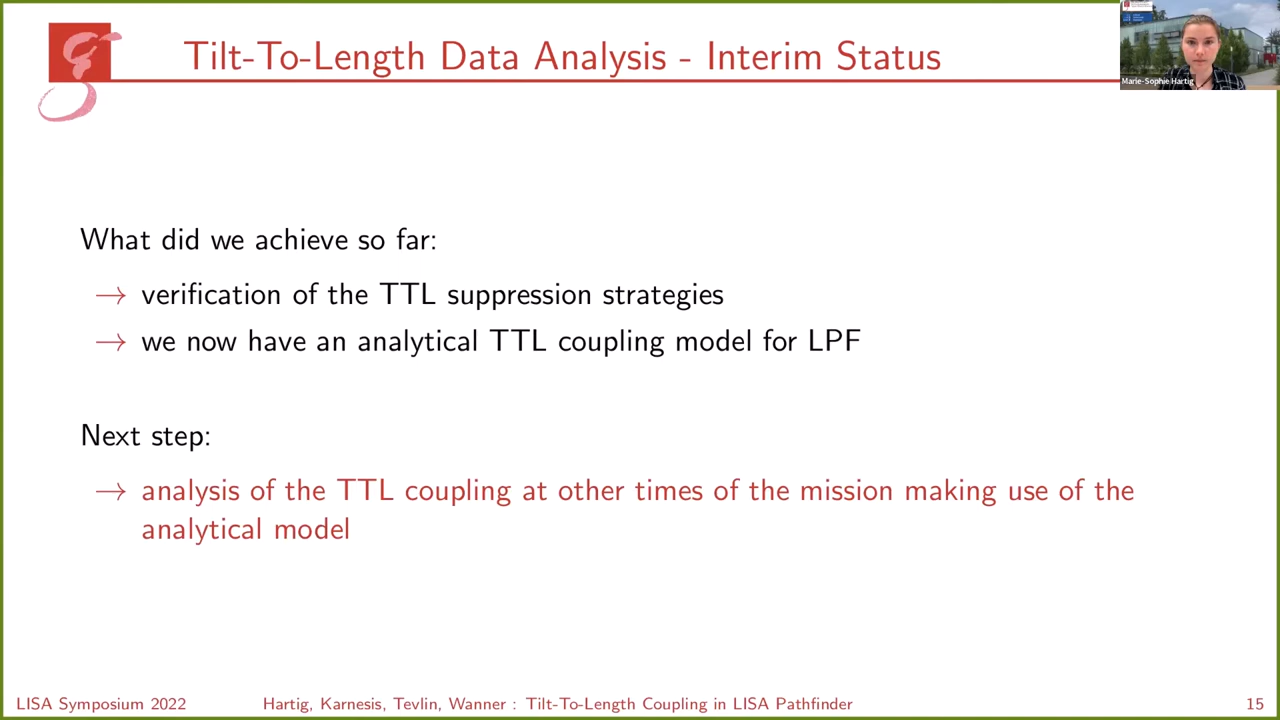 Tilt-To-Length Data Analysis - Interim Status
Marie-Sophie Hartig
What did we achieve so far:
→ verification of the TTL suppression strategies
→ we now have an analytical TTL coupling model for LPF
Next step:
→ analysis of the TTL coupling at other times of the mission making use of the
analytical model
LISA Symposium 2022
Hartig, Karnesis, Tevlin, Wanner : Tilt-To-Length Coupling in LISA Pathfinder
15